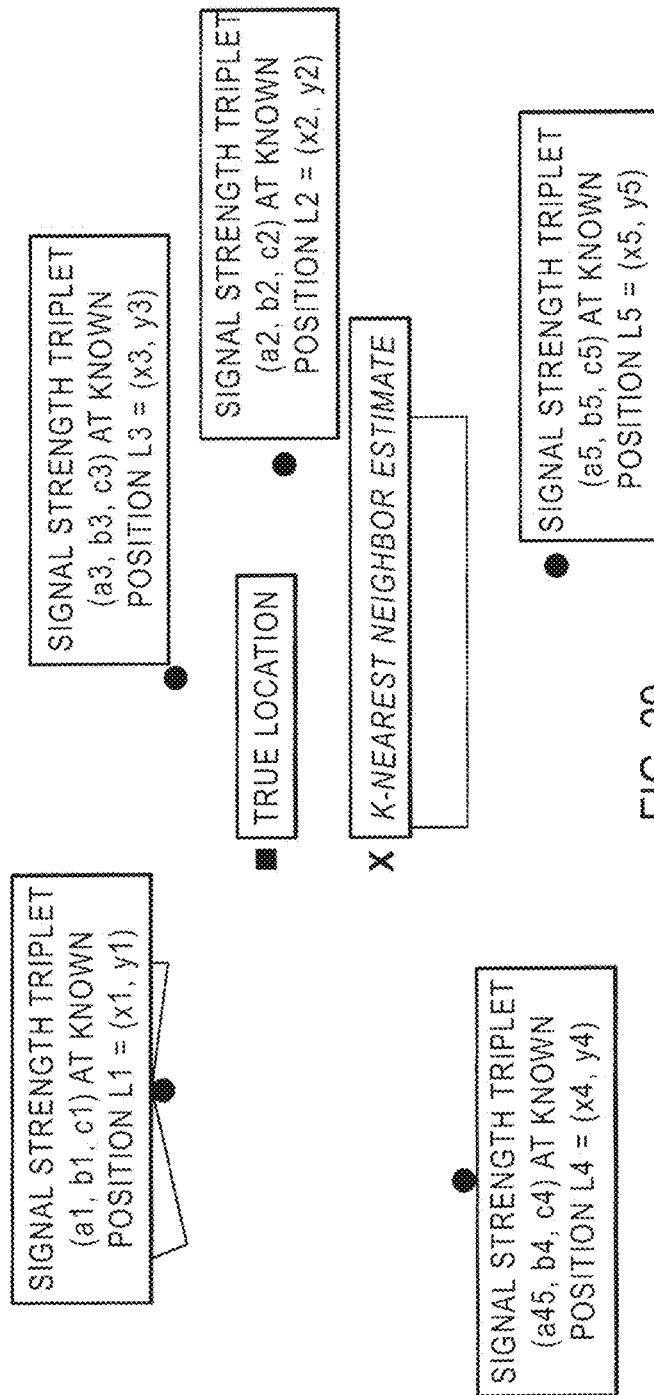 SIGNAL STRENGTH TRIPLET
(a1, b1, c1) AT KNOWN
POSITION L1 = (x1, y1)
SIGNAL STRENGTH TRIPLET
(a3, b3, c3) AT KNOWN
POSITION L3 = (x3, y3)
SIGNAL STRENGTH TRIPLET
(a2, b2, c2) AT KNOWN
POSITION L2 = (x2, y2)
TRUE LOCATION
X K-NEAREST NEIGHBOR ESTIMATE
SIGNAL STRENGTH TRIPLET
(a45, b4, c4) AT KNOWN
POSITION L4 = (x4, y4)
SIGNAL STRENGTH TRIPLET
(a5, b5, c5) AT KNOWN
POSITION L5 = (x5, y5)
FIG.